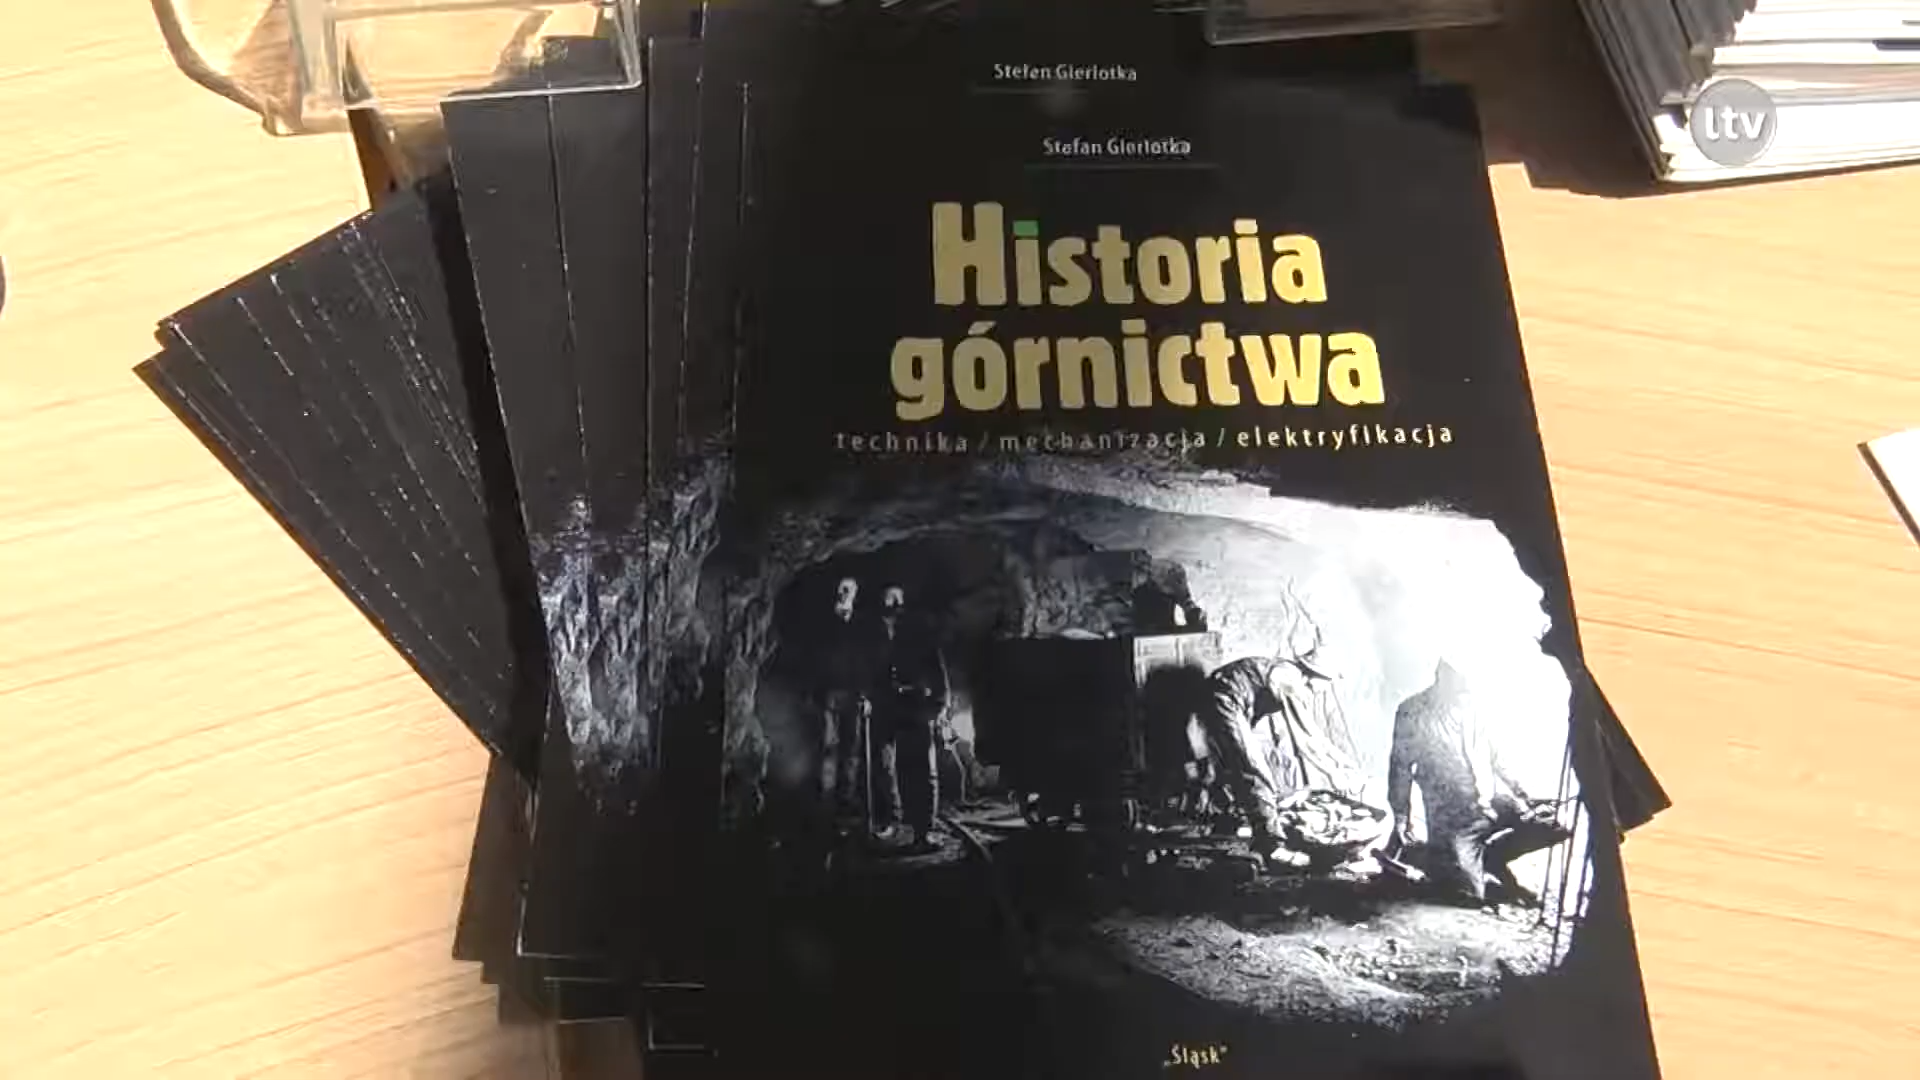 Stefan Gierlotka
ltv
Stefan Gierlotka
Historia
górnictwa
technika / mechanizacja / elektryfikacja
„Śląsk”